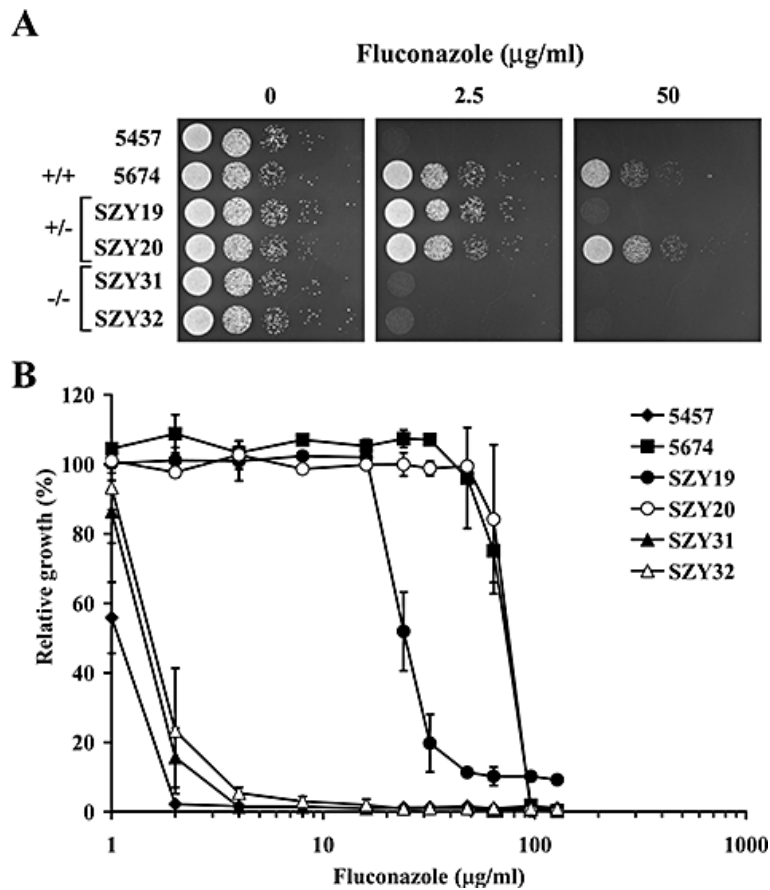 A
Fluconazole (µg/ml)
0 2.5 50
5457
+/+ 5674
+/- SZY19
SZY20
-/- SZY31
SZY32
B
120
100
80
60
40
20
0
Relative growth (%)
1 10 100 1000
Fluconazole (µg/ml)
5457
5674
SZY19
SZY20
SZY31
SZY32